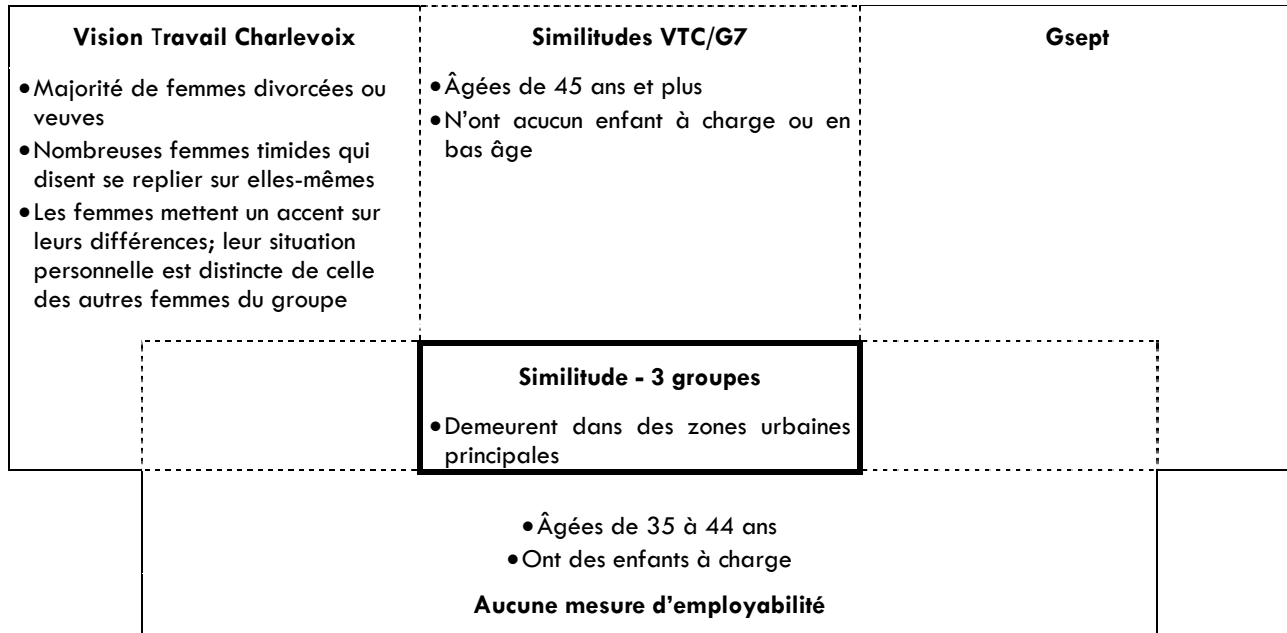 Vision Travail Charlevoix
• Majorité de femmes divorcées ou
veuves
• Nombreuses femmes timides qui
disent se replier sur elles-mêmes
• Les femmes mettent un accent sur
leurs différences; leur situation
personnelle est distincte de celle
des autres femmes du groupe
Similitudes VTC/G7
• Âgées de 45 ans et plus
• N'ont acucun enfant à charge ou en
bas âge
Gsept
Similitude - 3 groupes
• Demeurent dans des zones urbaines
principales
• Âgées de 35 à 44 ans
• Ont des enfants à charge
Aucune mesure d'employabilité